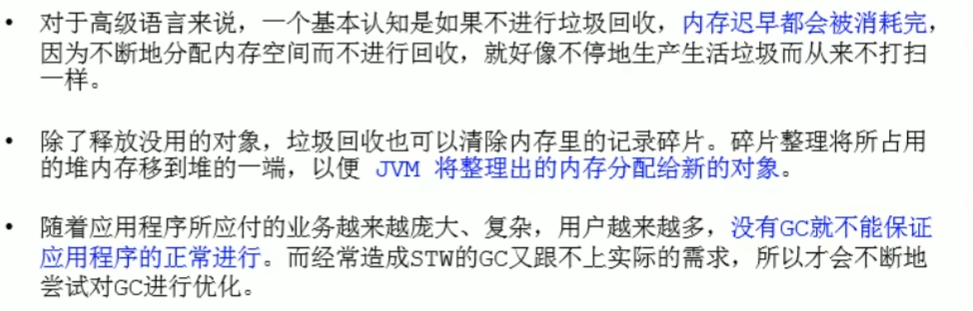 • 对于高级语言来说，一个基本认知是如果不进行垃圾回收，内存迟早都会被消耗完，
因为不断地分配内存空间而不进行回收，就好像不停地生产生活垃圾而从来不打扫
一样。
• 除了释放没用的对象，垃圾回收也可以清除内存里的记录碎片。碎片整理将所占用
的堆内存移到堆的一端，以便 JVM 将整理出的内存分配给新的对象。
• 随着应用程序所应付的业务越来越庞大、复杂，用户越来越多，没有GC就不能保证
应用程序的正常进行。而经常造成STW的GC又跟不上实际的需求，所以才会不断地
尝试对GC进行优化。